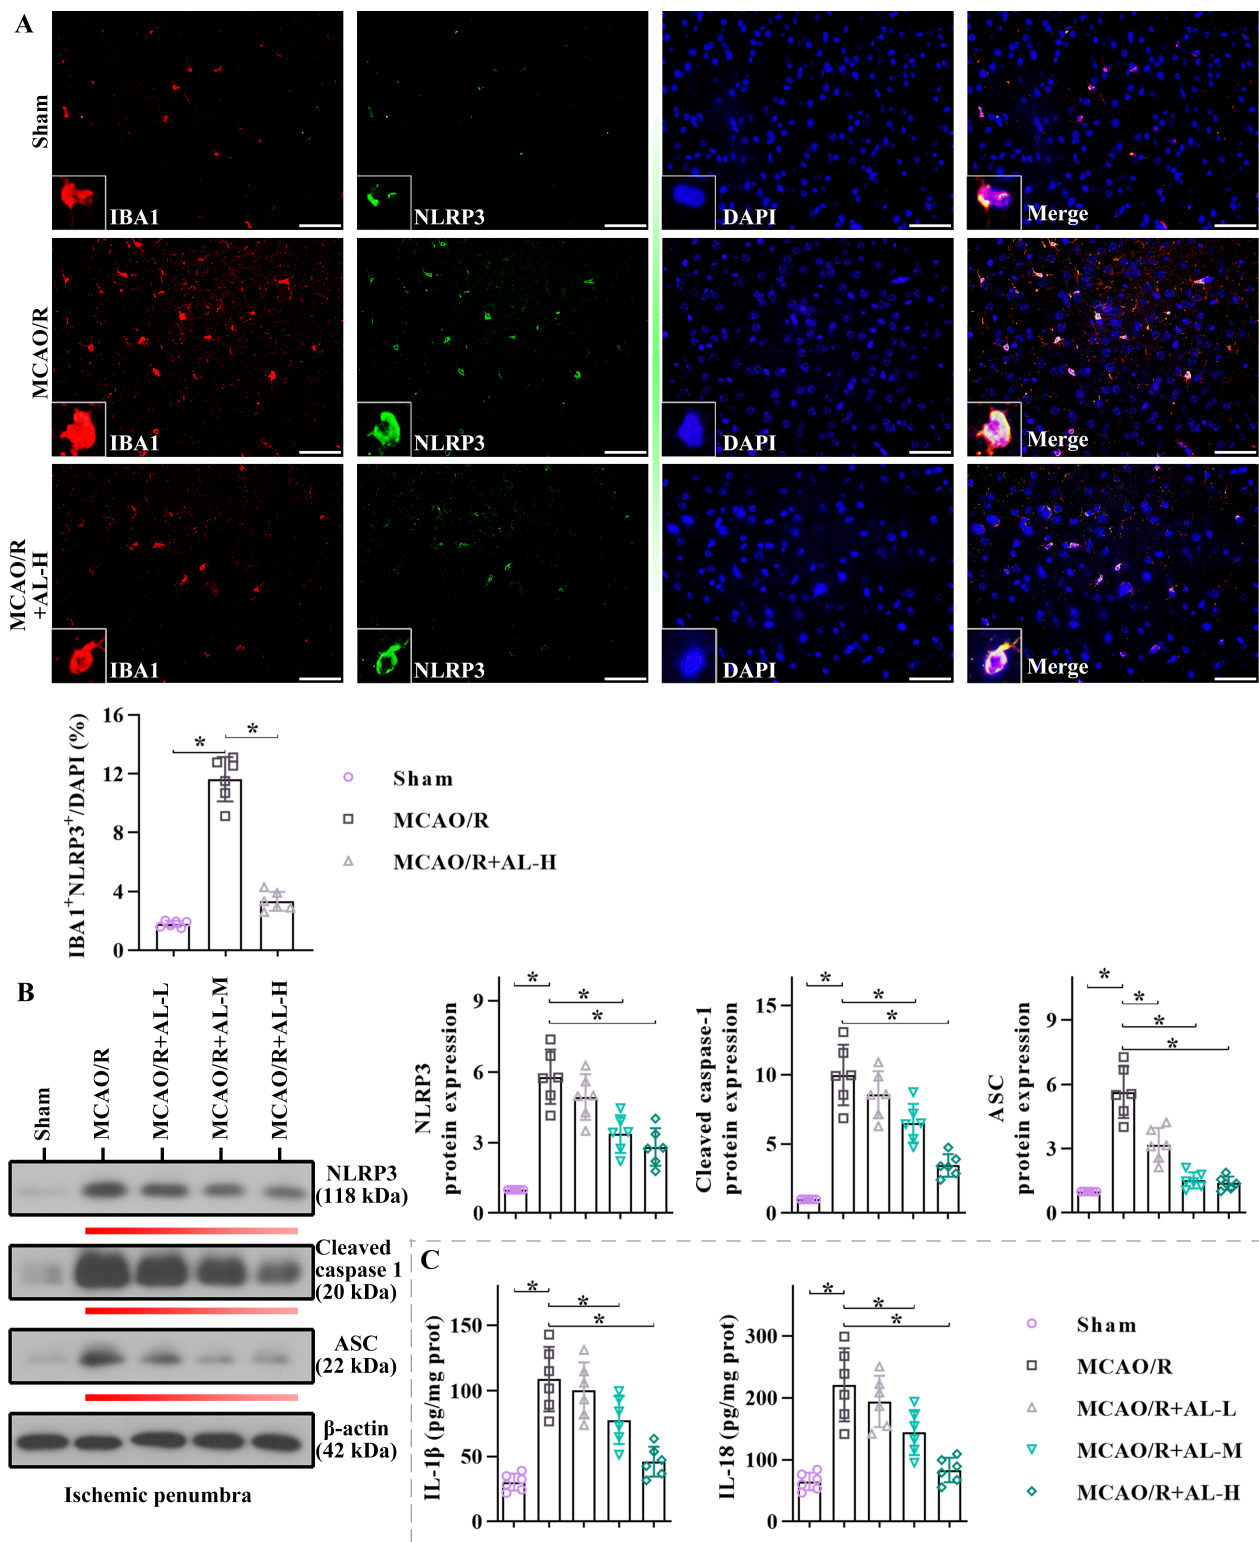 A
Sham
IBA1
NLRP3
DAPI
Merge
MCAO/R
IBA1
NLRP3
DAPI
Merge
MCAO/R
+AL-H
IBA1
NLRP3
DAPI
Merge
IBA1⁺NLRP3⁺/DAPI (%)
16
12
8
4
0
*
*
Sham
MCAO/R
MCAO/R+AL-H
B
Sham
MCAO/R
MCAO/R+AL-L
MCAO/R+AL-M
MCAO/R+AL-H
NLRP3
(118 kDa)
Cleaved
caspase 1
(20 kDa)
ASC
(22 kDa)
β-actin
(42 kDa)
Ischemic penumbra
NLRP3
protein expression
9
6
3
0
*
*
*
Cleaved caspase-1
protein expression
15
10
5
0
*
*
*
ASC
protein expression
9
6
3
0
*
*
*
*
C
IL-1β (pg/mg prot)
150
100
50
0
*
*
*
IL-18 (pg/mg prot)
300
200
100
0
*
*
*
Sham
MCAO/R
MCAO/R+AL-L
MCAO/R+AL-M
MCAO/R+AL-H